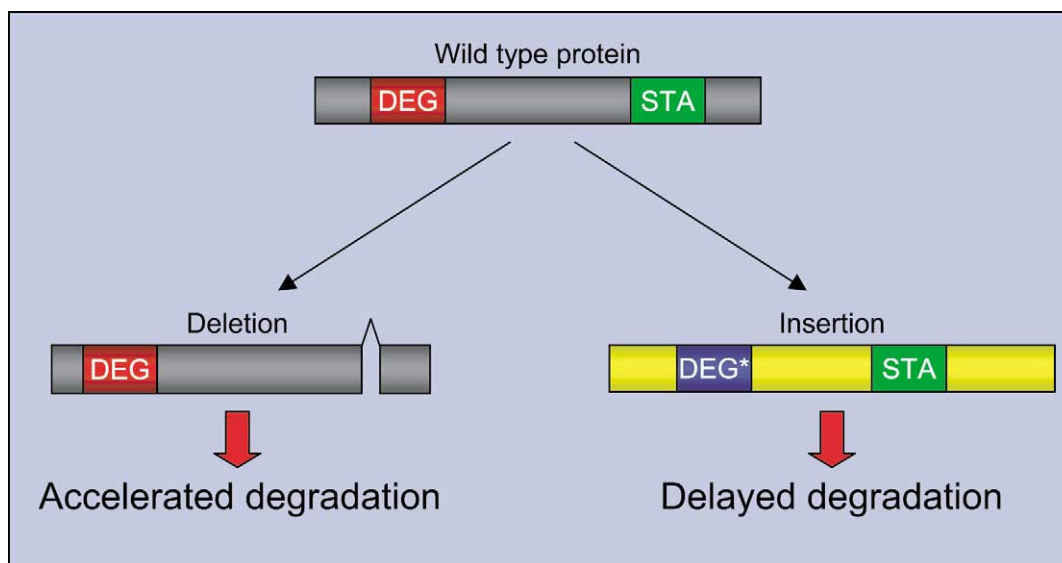 Wild type protein
DEG STA
Deletion Insertion
DEG DEG* STA
Accelerated degradation Delayed degradation